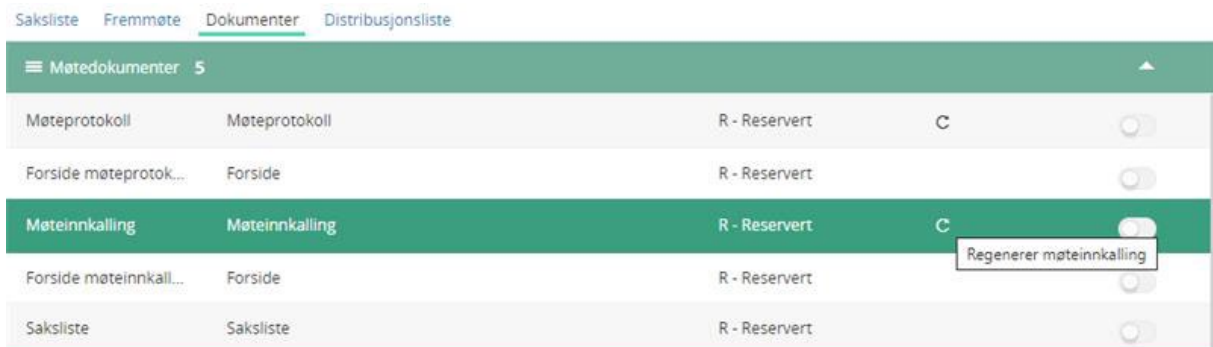 Saksliste Fremmøte Dokumenter Distribusjonsliste
Møtedokumenter 5
Møteprotokoll Møteprotokoll R - Reservert
Forside møteprotok... Forside R - Reservert
Møteinnkalling Møteinnkalling R - Reservert
Regenerer møteinnkalling
Forside møteinnkall... Forside R - Reservert
Saksliste Saksliste R - Reservert